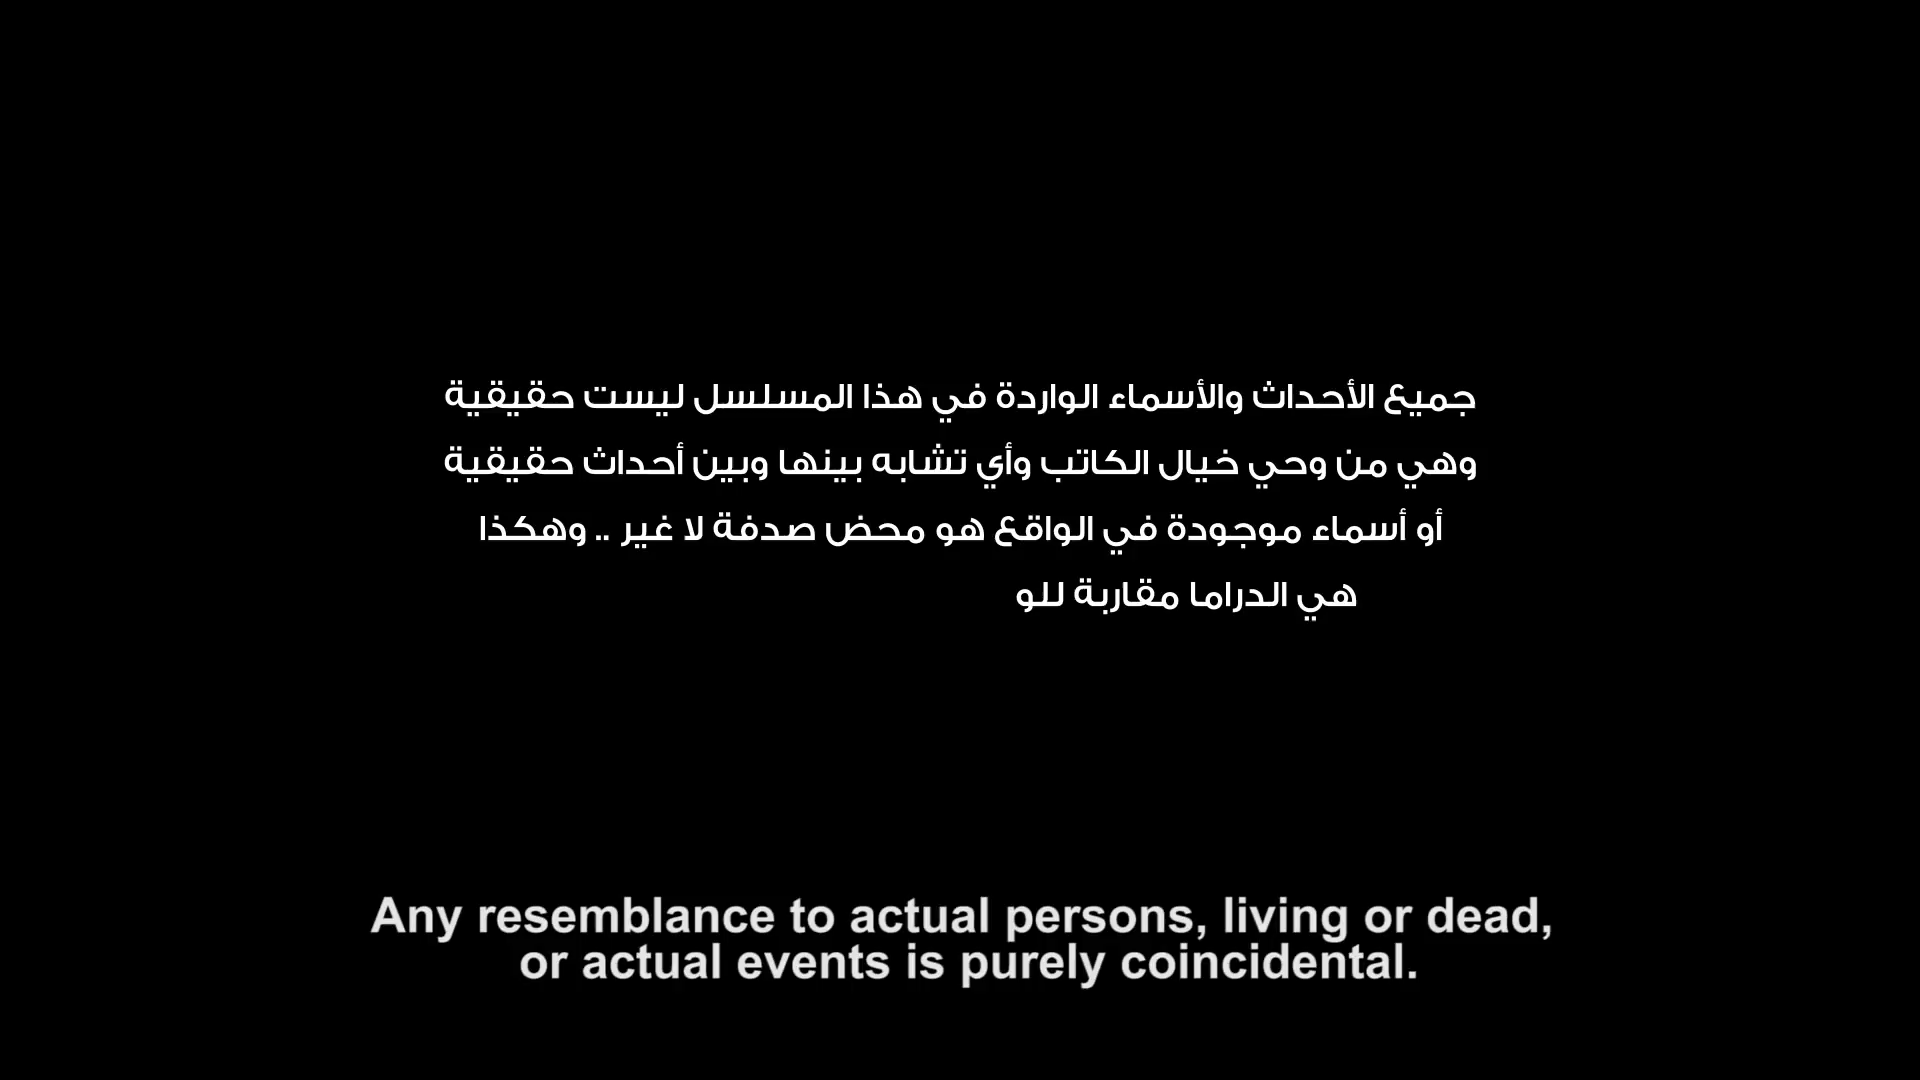 جميع الأحداث والأسماء الواردة في هذا المسلسل ليست حقيقية
وهي من وحي خيال الكاتب وأي تشابه بينها وبين أحداث حقيقية
أو أسماء موجودة في الواقع هو محض صدفة لا غير .. وهكذا
هي الدراما مقاربة للو
Any resemblance to actual persons, living or dead,
or actual events is purely coincidental.